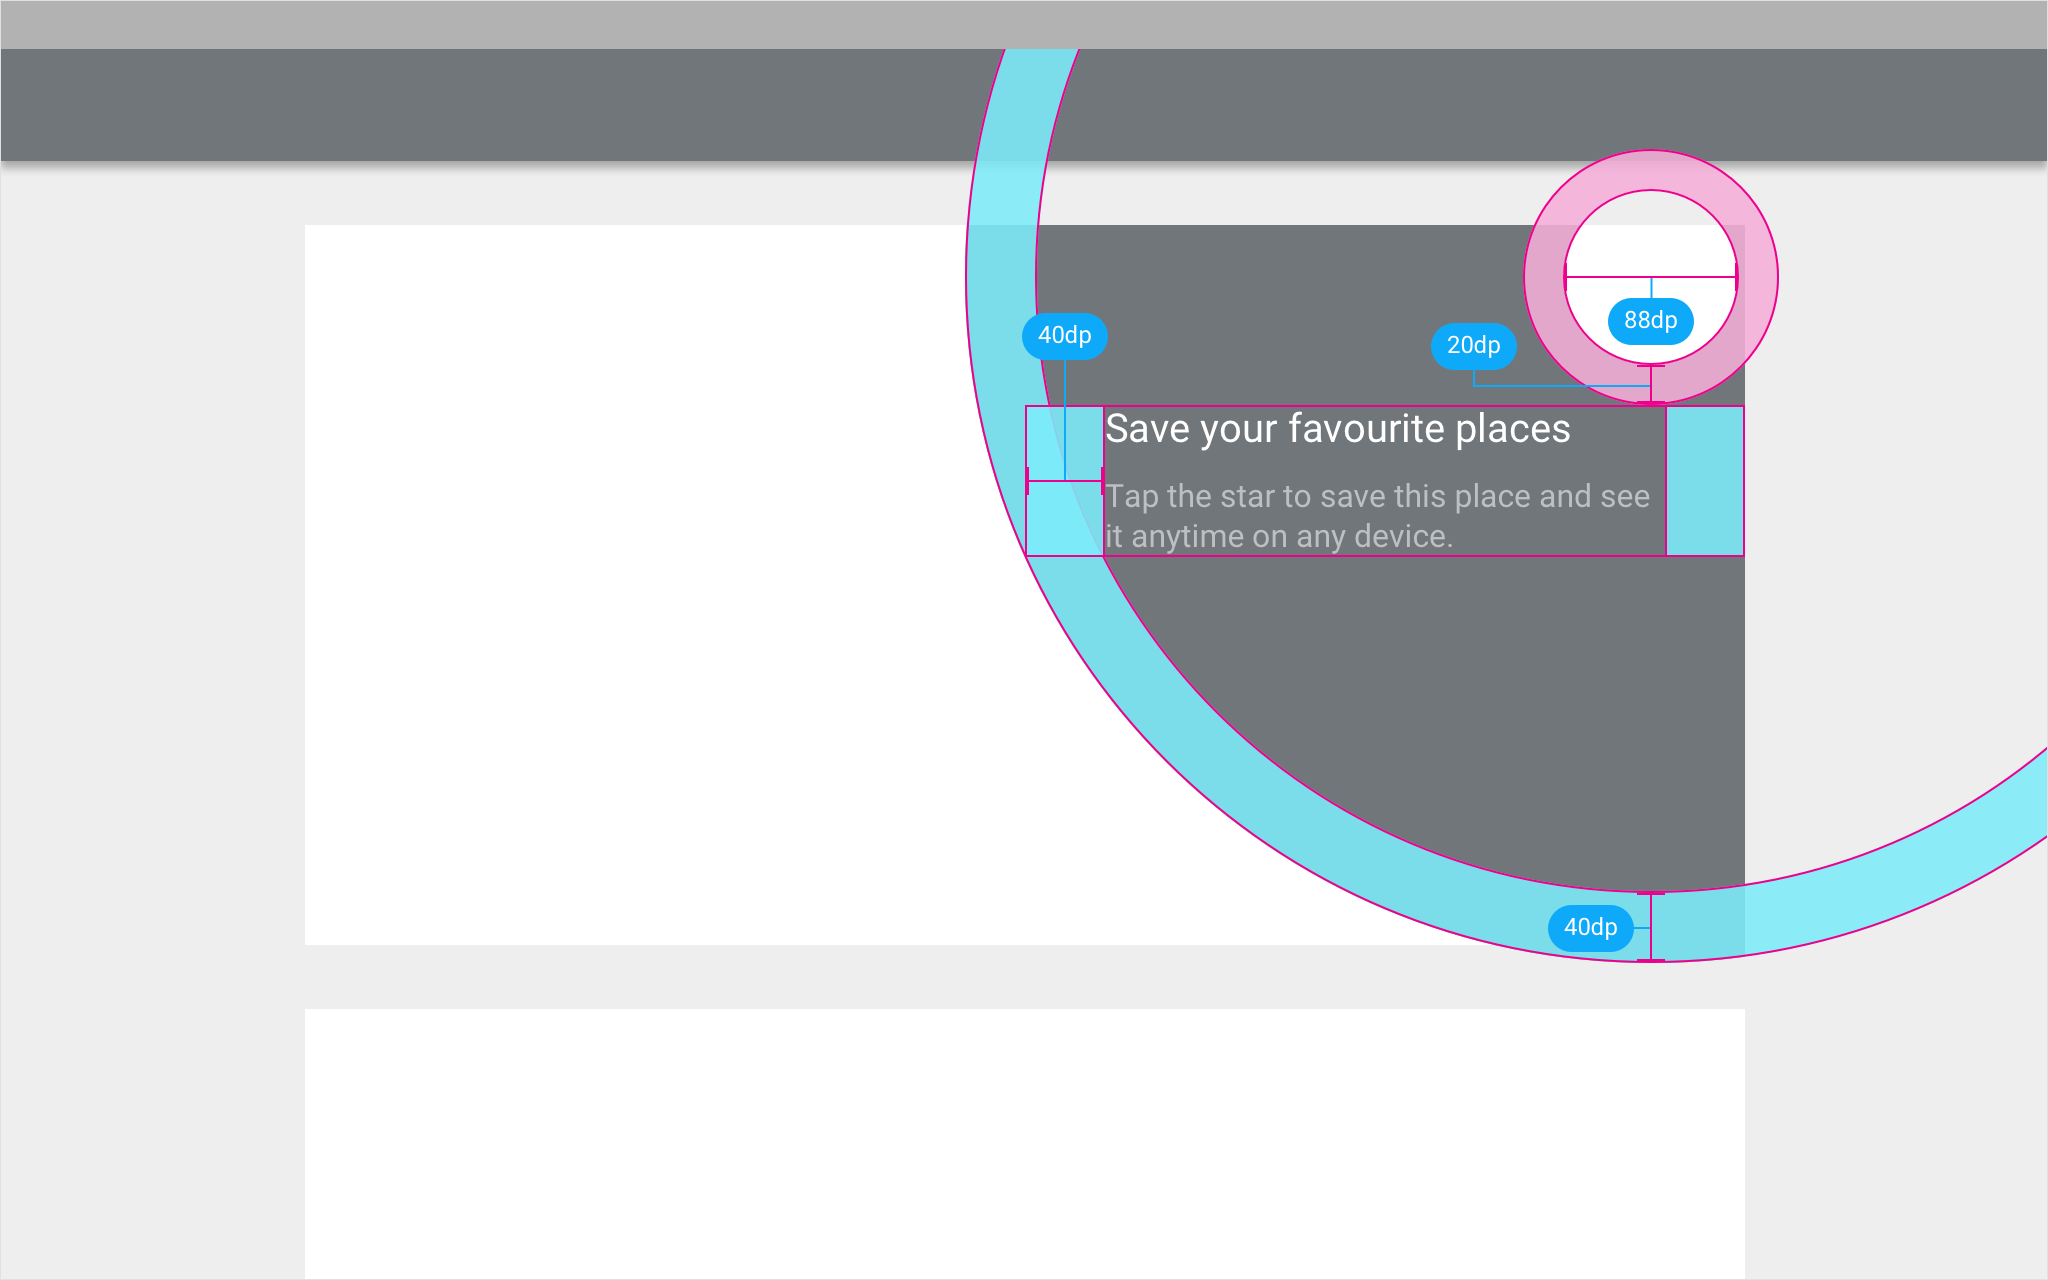 88dp
40dp
20dp
Save your favourite places
Tap the star to save this place and see
it anytime on any device.
40dp